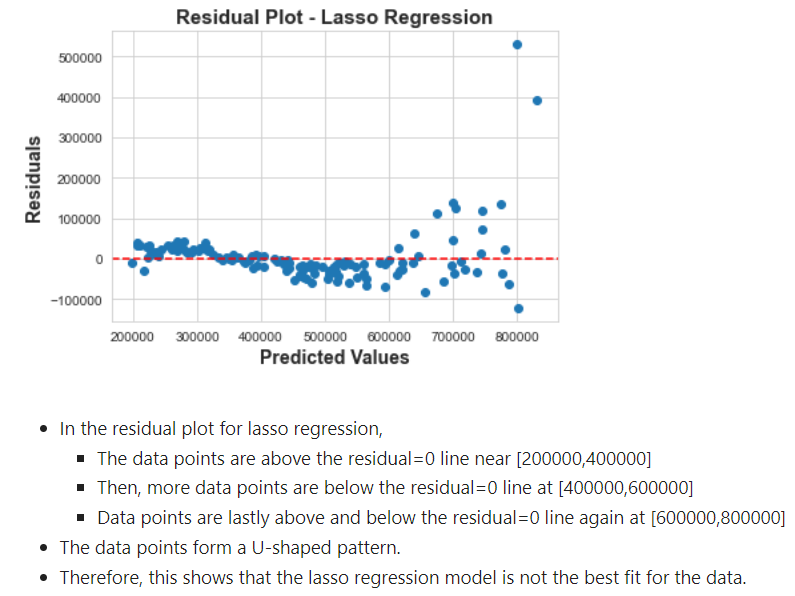 Residual Plot - Lasso Regression
500000
400000
300000
200000
100000
0
−100000
Residuals
200000 300000 400000 500000 600000 700000 800000
Predicted Values
• In the residual plot for lasso regression,
▪ The data points are above the residual=0 line near [200000,400000]
▪ Then, more data points are below the residual=0 line at [400000,600000]
▪ Data points are lastly above and below the residual=0 line again at [600000,800000]
• The data points form a U-shaped pattern.
• Therefore, this shows that the lasso regression model is not the best fit for the data.